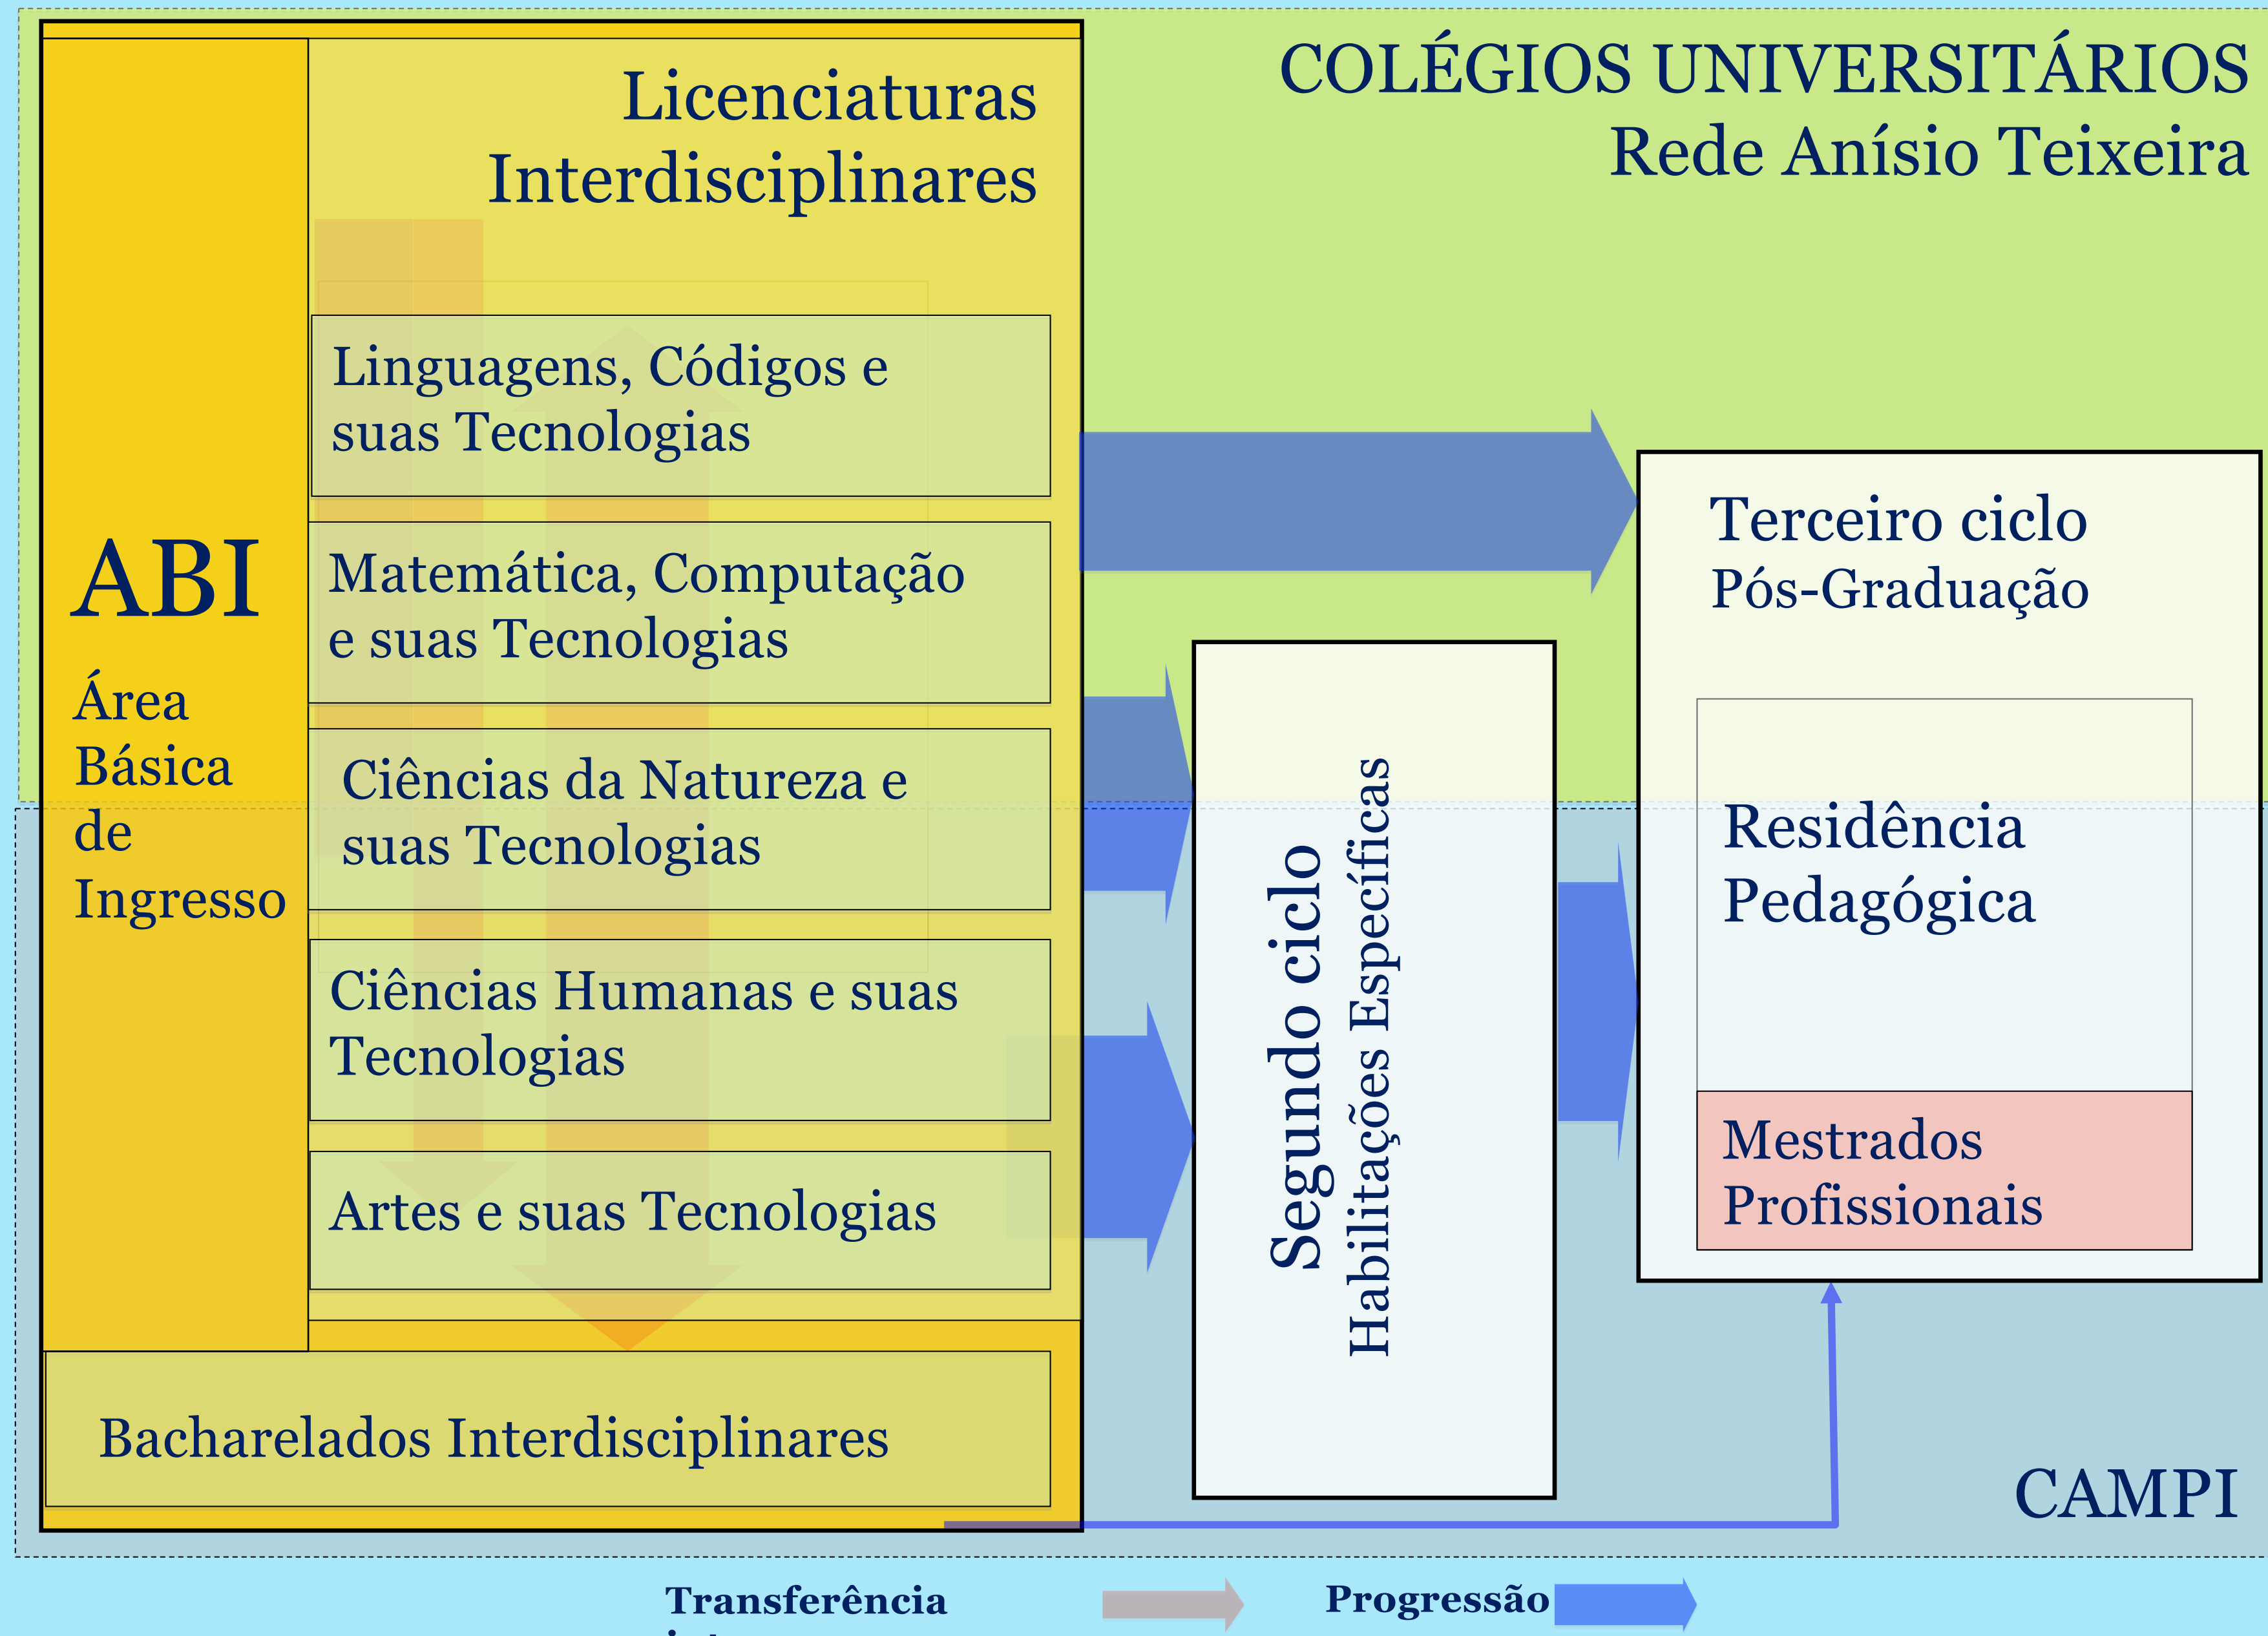 COLÉGIOS UNIVERSITÁRIOS
Rede Anísio Teixeira
Licenciaturas
Interdisciplinares
ABI
Área
Básica
de
Ingresso
Linguagens, Códigos e
suas Tecnologias
Matemática, Computação
e suas Tecnologias
Ciências da Natureza e
suas Tecnologias
Ciências Humanas e suas
Tecnologias
Artes e suas Tecnologias
Bacharelados Interdisciplinares
Segundo ciclo
Habilitações Específicas
Terceiro ciclo
Pós-Graduação
Residência
Pedagógica
Mestrados
Profissionais
CAMPI
Transferência
Progressão